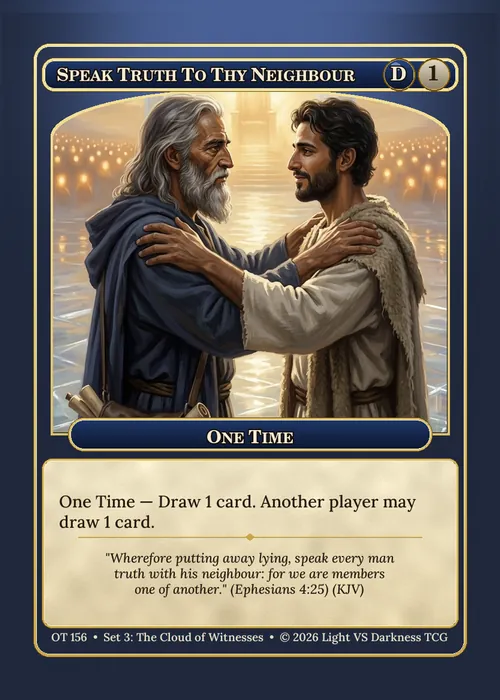 Speak Truth To Thy Neighbour D 1
One Time
One Time — Draw 1 card. Another player may
draw 1 card.
"Wherefore putting away lying, speak every man
truth with his neighbour: for we are members
one of another." (Ephesians 4:25) (KJV)
OT 156 • Set 3: The Cloud of Witnesses • © 2026 Light VS Darkness TCG